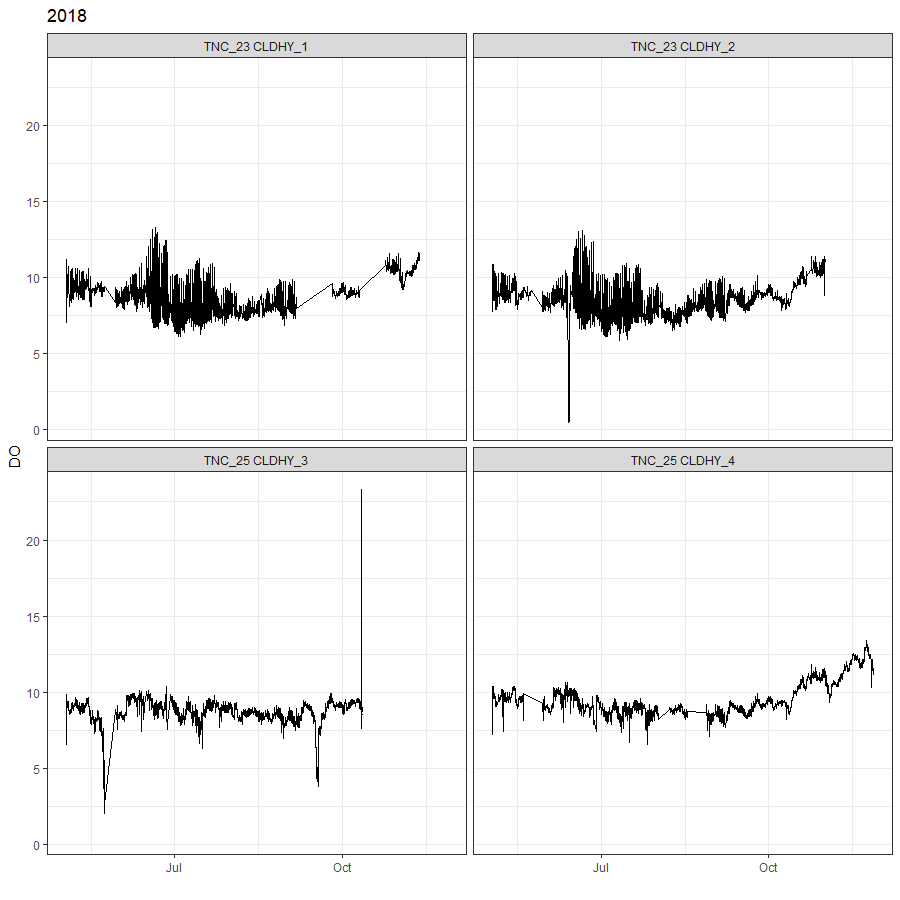 2018
TNC_23 CLDHY_1
TNC_23 CLDHY_2
20
15
10
5
0
DO
TNC_25 CLDHY_3
TNC_25 CLDHY_4
20
15
10
5
0
Jul
Oct
Jul
Oct